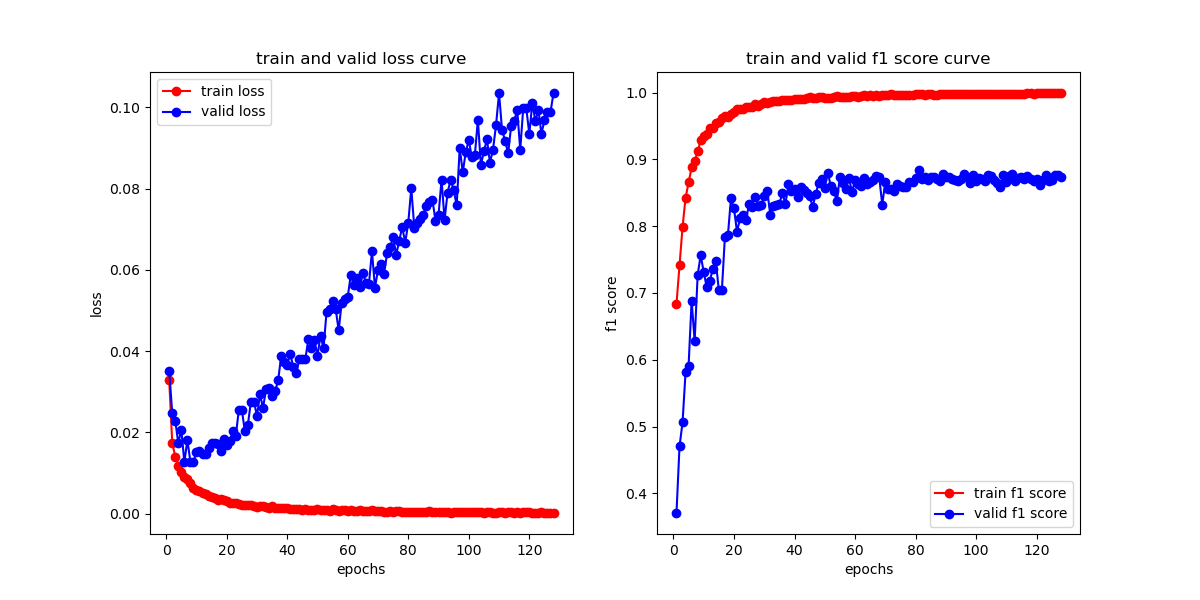 train and valid loss curve
train loss
valid loss
loss
0.10
0.08
0.06
0.04
0.02
0.00
0 20 40 60 80 100 120
epochs
train and valid f1 score curve
f1 score
1.0
0.9
0.8
0.7
0.6
0.5
0.4
train f1 score
valid f1 score
0 20 40 60 80 100 120
epochs